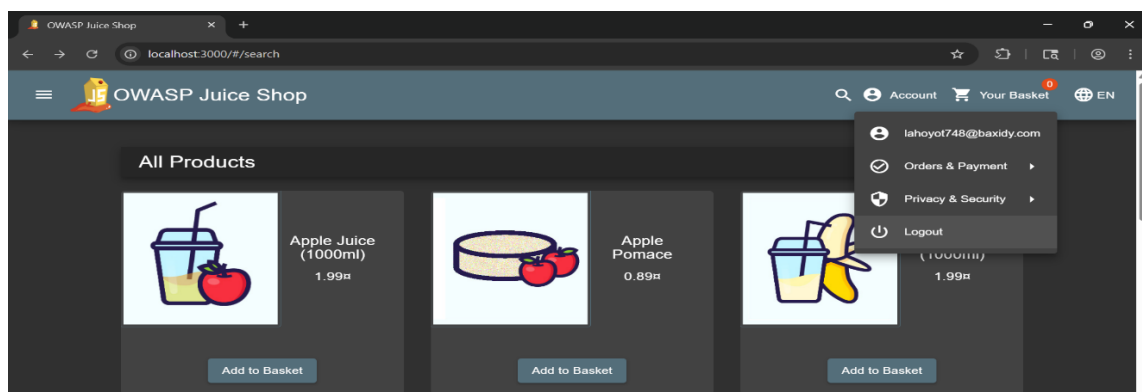 OWASP Juice Shop
localhost:3000/#/search
OWASP Juice Shop
Account
0
Your Basket
EN
lahoyot748@baxidy.com
Orders & Payment
Privacy & Security
Logout
All Products
Apple Juice
(1000ml)
1.99¤
Apple
Pomace
0.89¤
(1000ml)
1.99¤
Add to Basket
Add to Basket
Add to Basket